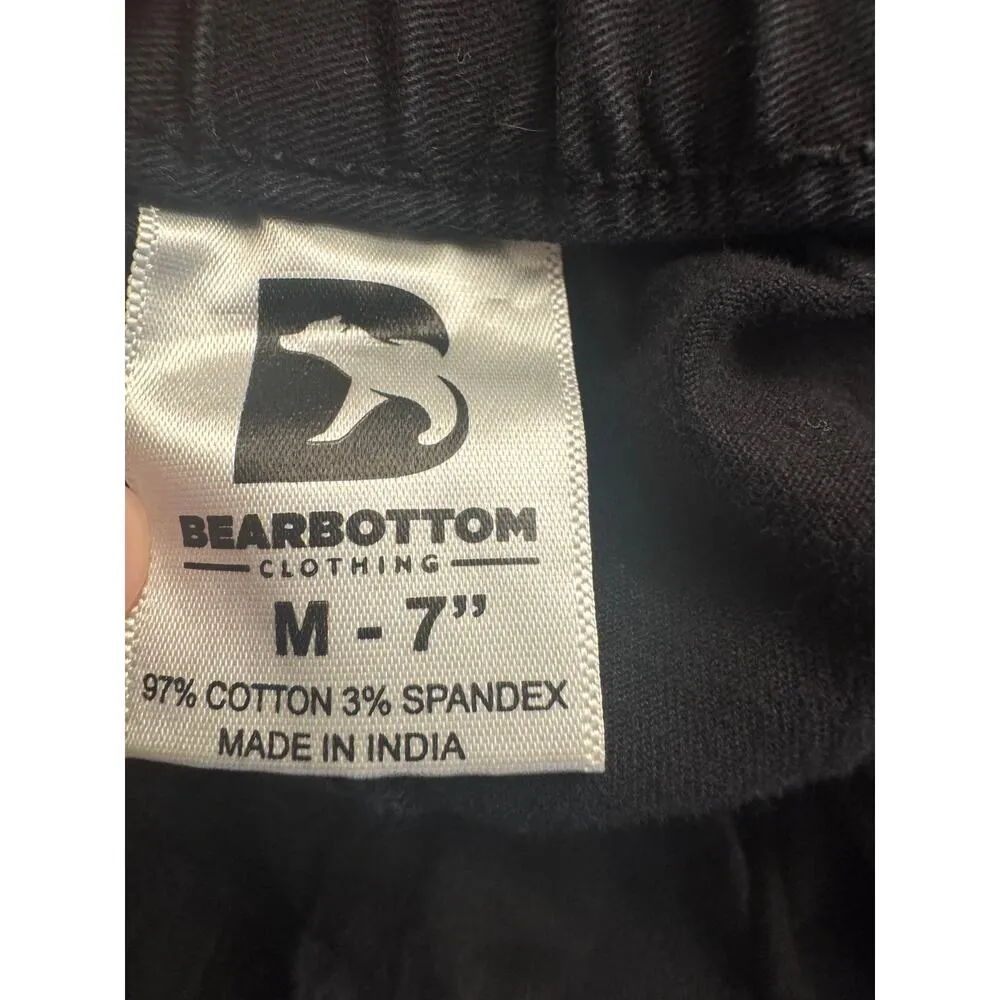 B
BEARBOTTOM
CLOTHING
M - 7”
97% COTTON 3% SPANDEX
MADE IN INDIA